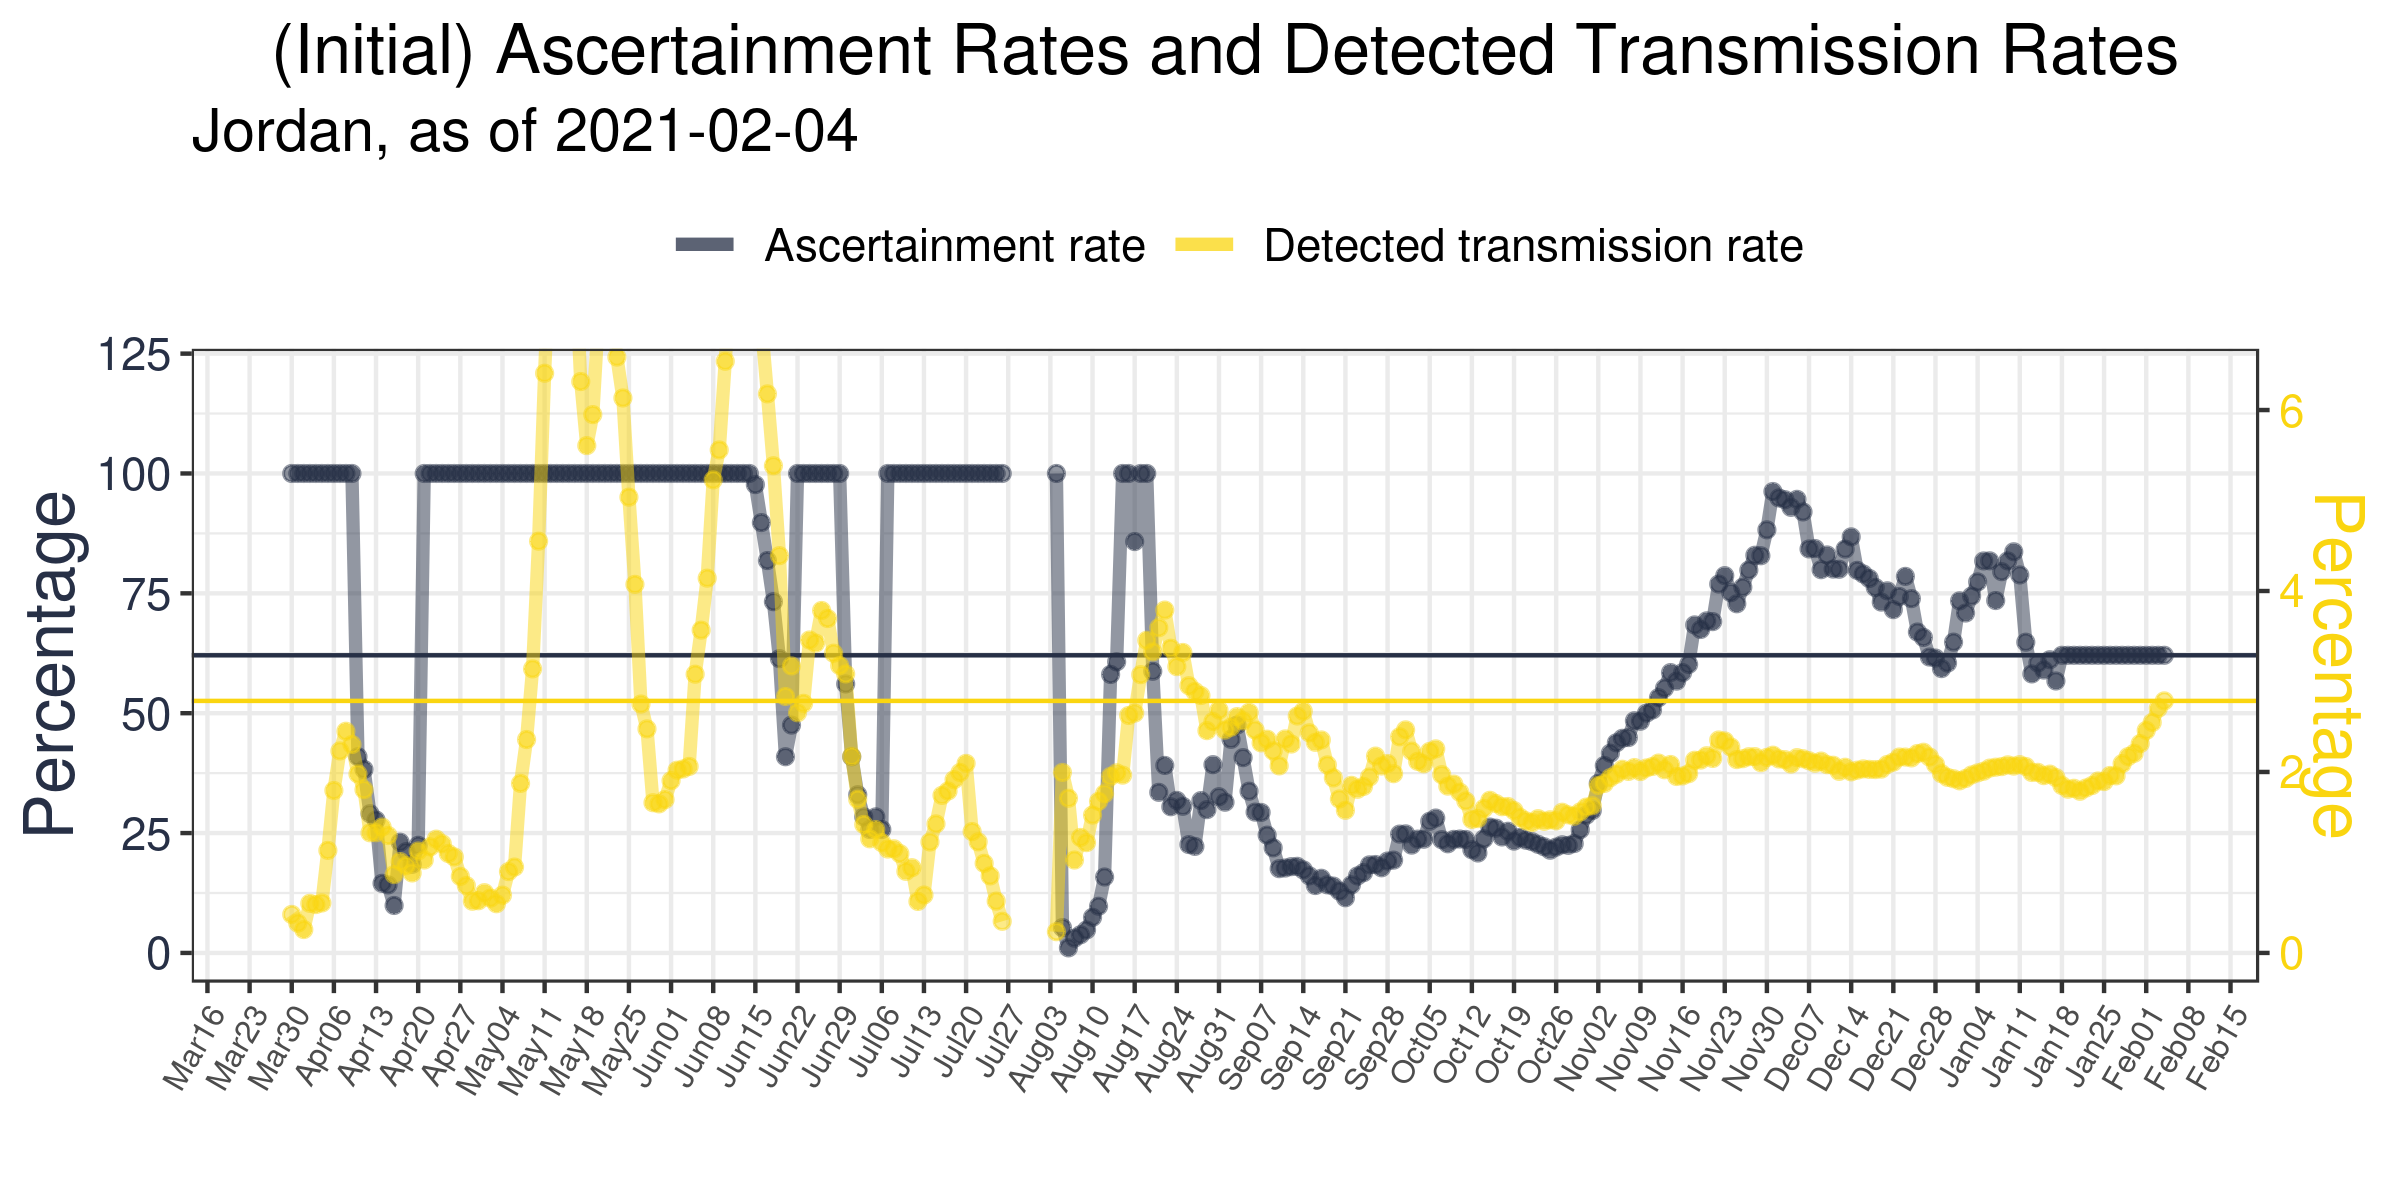 (Initial) Ascertainment Rates and Detected Transmission Rates
Jordan, as of 2021-02-04
Ascertainment rate
Detected transmission rate
125
100
75
50
25
0
Percentage
6
4
2
0
Percentage
Mar16
Mar23
Mar30
Apr06
Apr13
Apr20
Apr27
May04
May11
May18
May25
Jun01
Jun08
Jun15
Jun22
Jun29
Jul06
Jul13
Jul20
Jul27
Aug03
Aug10
Aug17
Aug24
Aug31
Sep07
Sep14
Sep21
Sep28
Oct05
Oct12
Oct19
Oct26
Nov02
Nov09
Nov16
Nov23
Nov30
Dec07
Dec14
Dec21
Dec28
Jan04
Jan11
Jan18
Jan25
Feb01
Feb08
Feb15